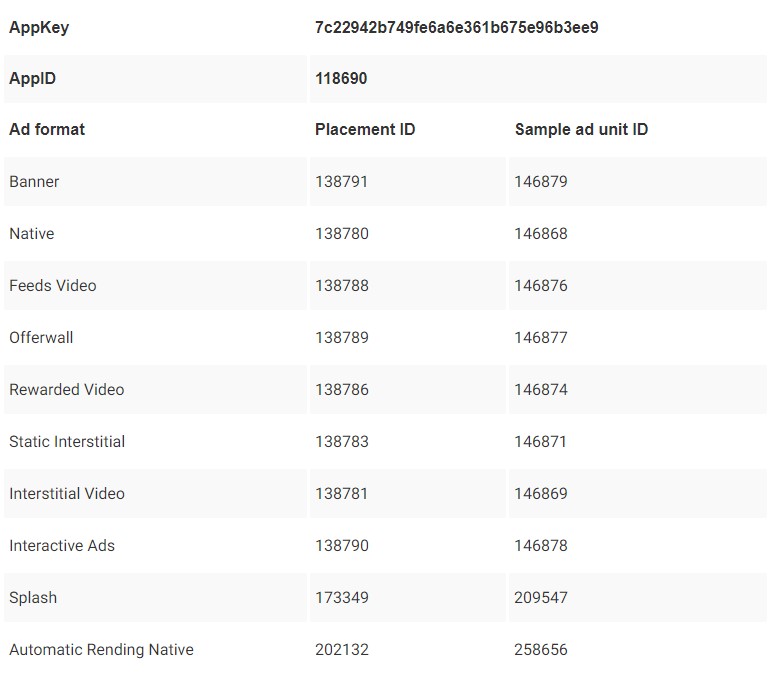 AppKey 7c22942b749fe6a6e361b675e96b3ee9
AppID 118690
Ad format Placement ID Sample ad unit ID
Banner 138791 146879
Native 138780 146868
Feeds Video 138788 146876
Offerwall 138789 146877
Rewarded Video 138786 146874
Static Interstitial 138783 146871
Interstitial Video 138781 146869
Interactive Ads 138790 146878
Splash 173349 209547
Automatic Rending Native 202132 258656